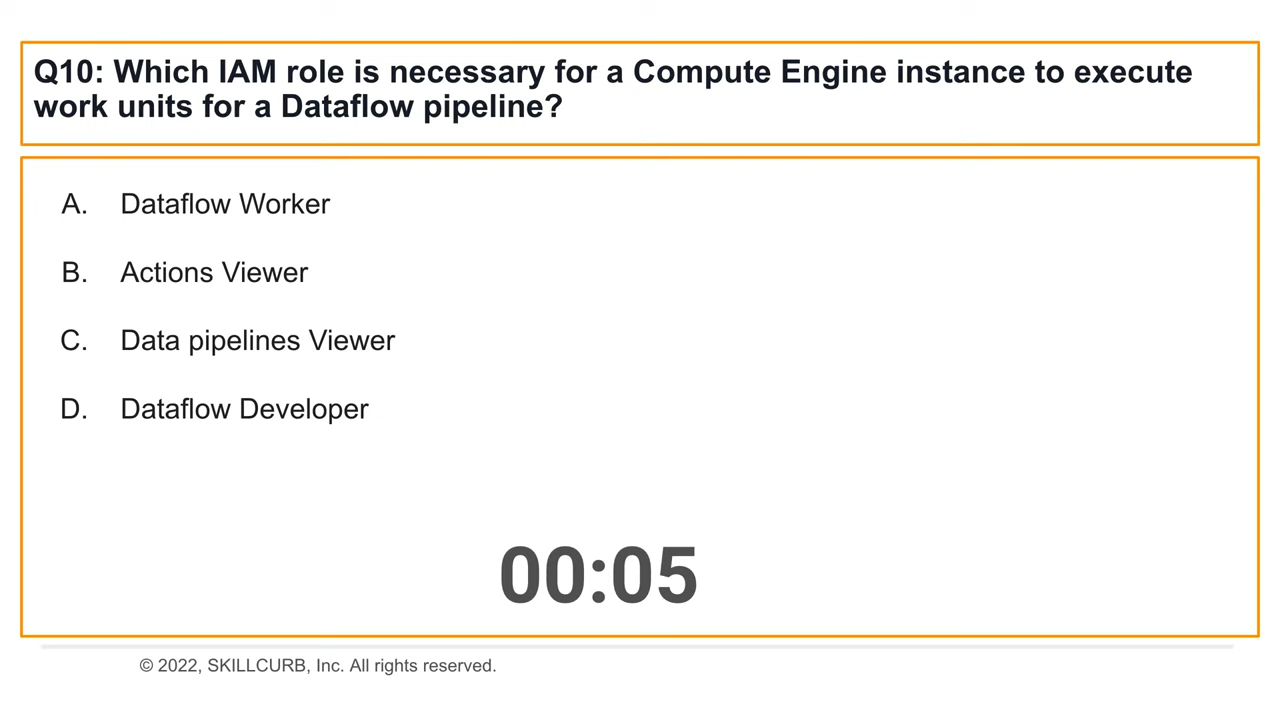 Q10: Which IAM role is necessary for a Compute Engine instance to execute
work units for a Dataflow pipeline?
A. Dataflow Worker
B. Actions Viewer
C. Data pipelines Viewer
D. Dataflow Developer
00:05
© 2022, SKILLCURB, Inc. All rights reserved.